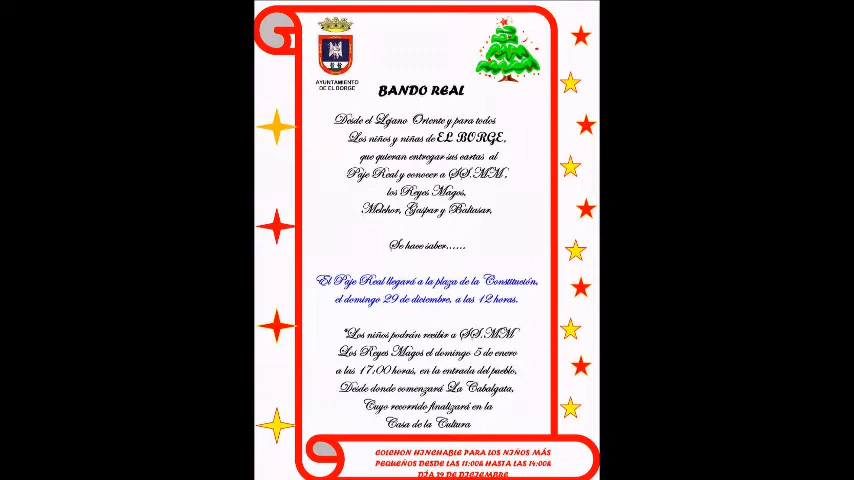 AYUNTAMIENTO
DE EL BORGE
BANDO REAL
Desde el Lejano Oriente y para todos
Los niños y niñas de EL BORGE,
que quieran entregar sus cartas al
Paje Real y conocer a SS.MM,
los Reyes Magos,
Melchor, Gaspar y Baltasar,
Se hace saber......
El Paje Real llegará a la plaza de la Constitución,
el domingo 29 de diciembre, a las 12 horas.
*Los niños podrán recibir a SS.MM
Los Reyes Magos el domingo 5 de enero
a las 17:00 horas, en la entrada del pueblo,
Desde donde comenzará La Cabalgata,
Cuyo recorrido finalizará en la
Casa de la Cultura
COLCHON HINCHABLE PARA LOS NIÑOS MÁS
PEQUEÑOS DESDE LAS 11:00H HASTA LAS 14:00H
DÍA 29 DE DICIEMBRE